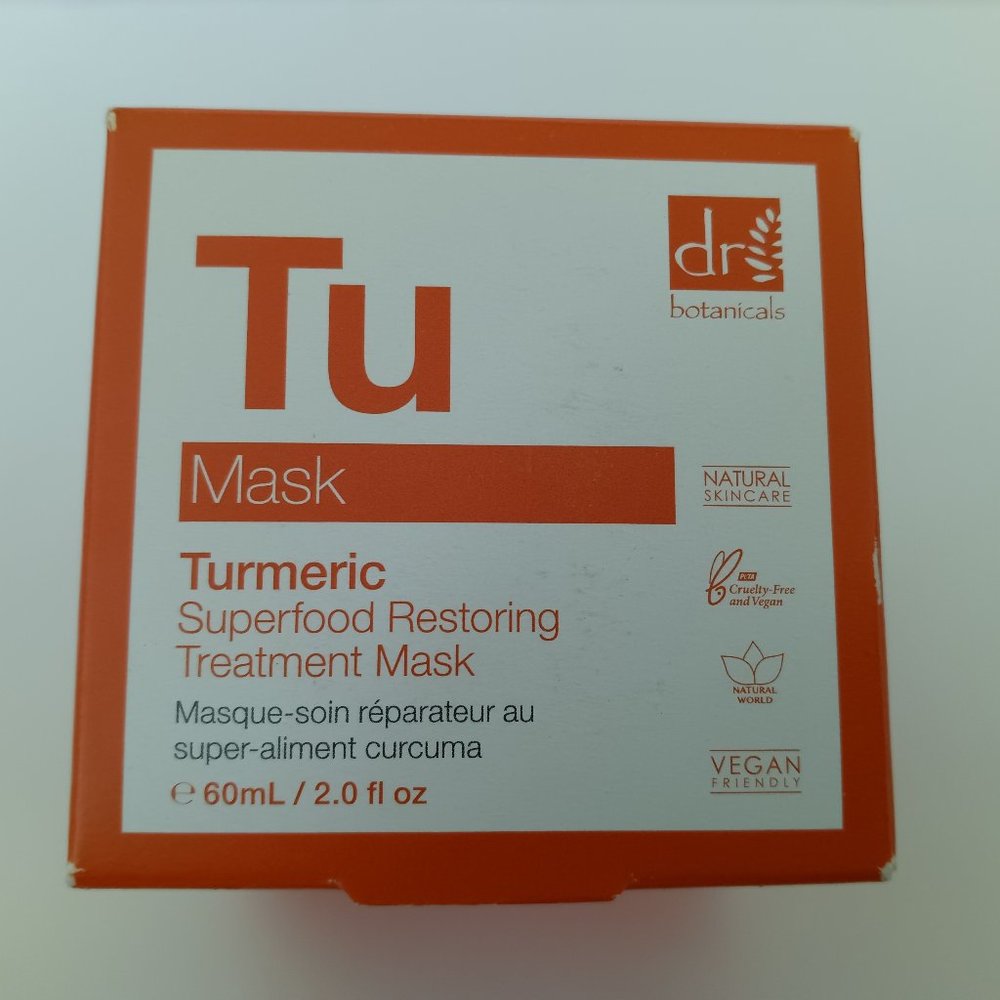 Tu
dr
botanicals
Mask
NATURAL
SKINCARE
Turmeric
Superfood Restoring
Treatment Mask
PETA
Cruelty-Free
and Vegan
Masque-soin réparateur au
super-aliment curcuma
NATURAL
WORLD
℮ 60mL / 2.0 fl oz
VEGAN
FRIENDLY